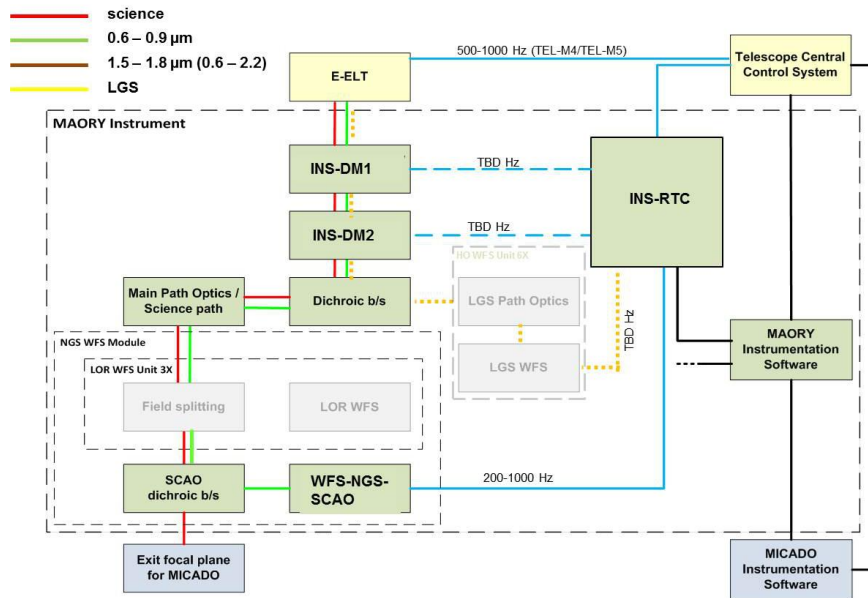 science
0.6 – 0.9 µm
1.5 – 1.8 µm (0.6 – 2.2)
LGS
E-ELT
500-1000 Hz (TEL-M4/TEL-M5)
Telescope Central
Control System
MAORY Instrument
INS-DM1
TBD Hz
INS-RTC
INS-DM2
TBD Hz
HO WFS Unit 6X
Main Path Optics /
Science path
Dichroic b/s
LGS Path Optics
TBD Hz
NGS WFS Module
MAORY
Instrumentation
Software
LOR WFS Unit 3X
LGS WFS
Field splitting
LOR WFS
SCAO
dichroic b/s
WFS-NGS-
SCAO
200-1000 Hz
Exit focal plane
for MICADO
MICADO
Instrumentation
Software